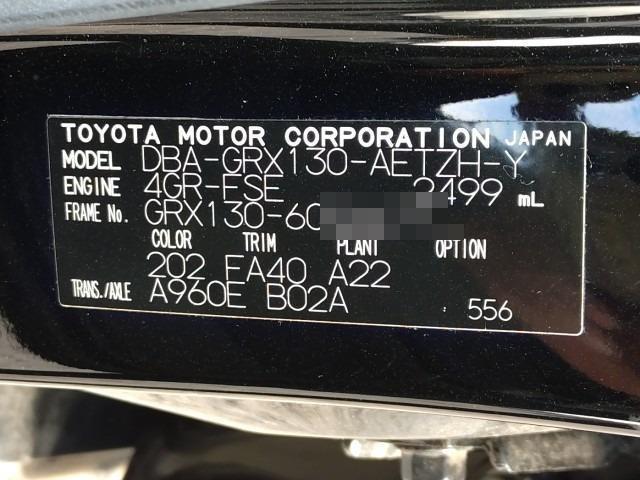 TOYOTA MOTOR CORPORATION JAPAN
MODEL DBA-GRX130-AETZH-Y
ENGINE 4GR-FSE 2499 mL
FRAME No. GRX130-60
COLOR TRIM PLANT OPTION
202 FA40 A22
TRANS./AXLE A960E B02A 556